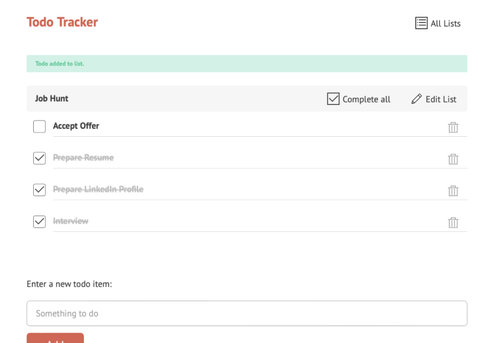 Todo Tracker
All Lists
Todo added to list.
Job Hunt
Complete all
Edit List
Accept Offer
Prepare Resume
Prepare LinkedIn Profile
Interview
Enter a new todo item:
Something to do